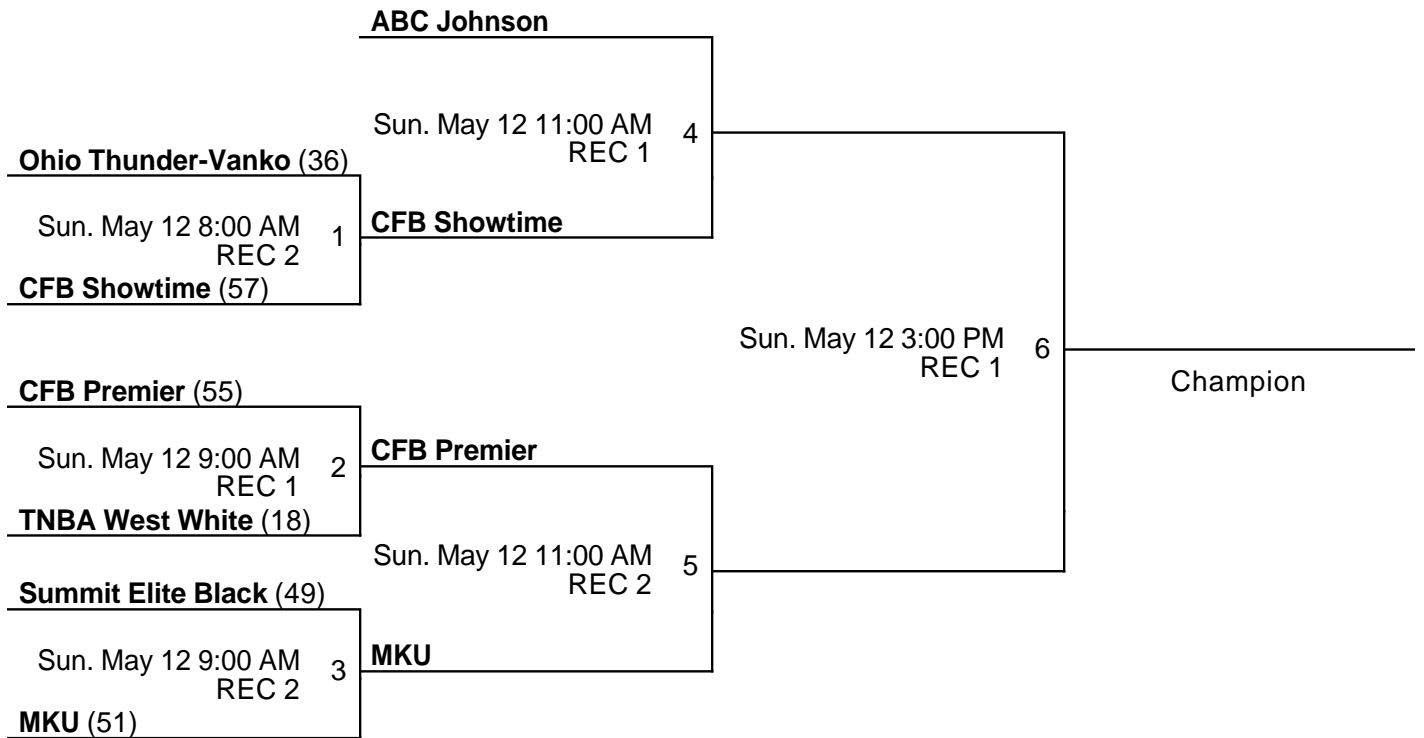 ABC Johnson
Sun. May 12 11:00 AM 4
REC 1
Ohio Thunder-Vanko (36)
Sun. May 12 8:00 AM 1
REC 2
CFB Showtime
CFB Showtime (57)
Sun. May 12 3:00 PM 6
REC 1
Champion
CFB Premier (55)
Sun. May 12 9:00 AM 2
REC 1
CFB Premier
TNBA West White (18)
Sun. May 12 11:00 AM 5
REC 2
Summit Elite Black (49)
Sun. May 12 9:00 AM 3
REC 2
MKU
MKU (51)